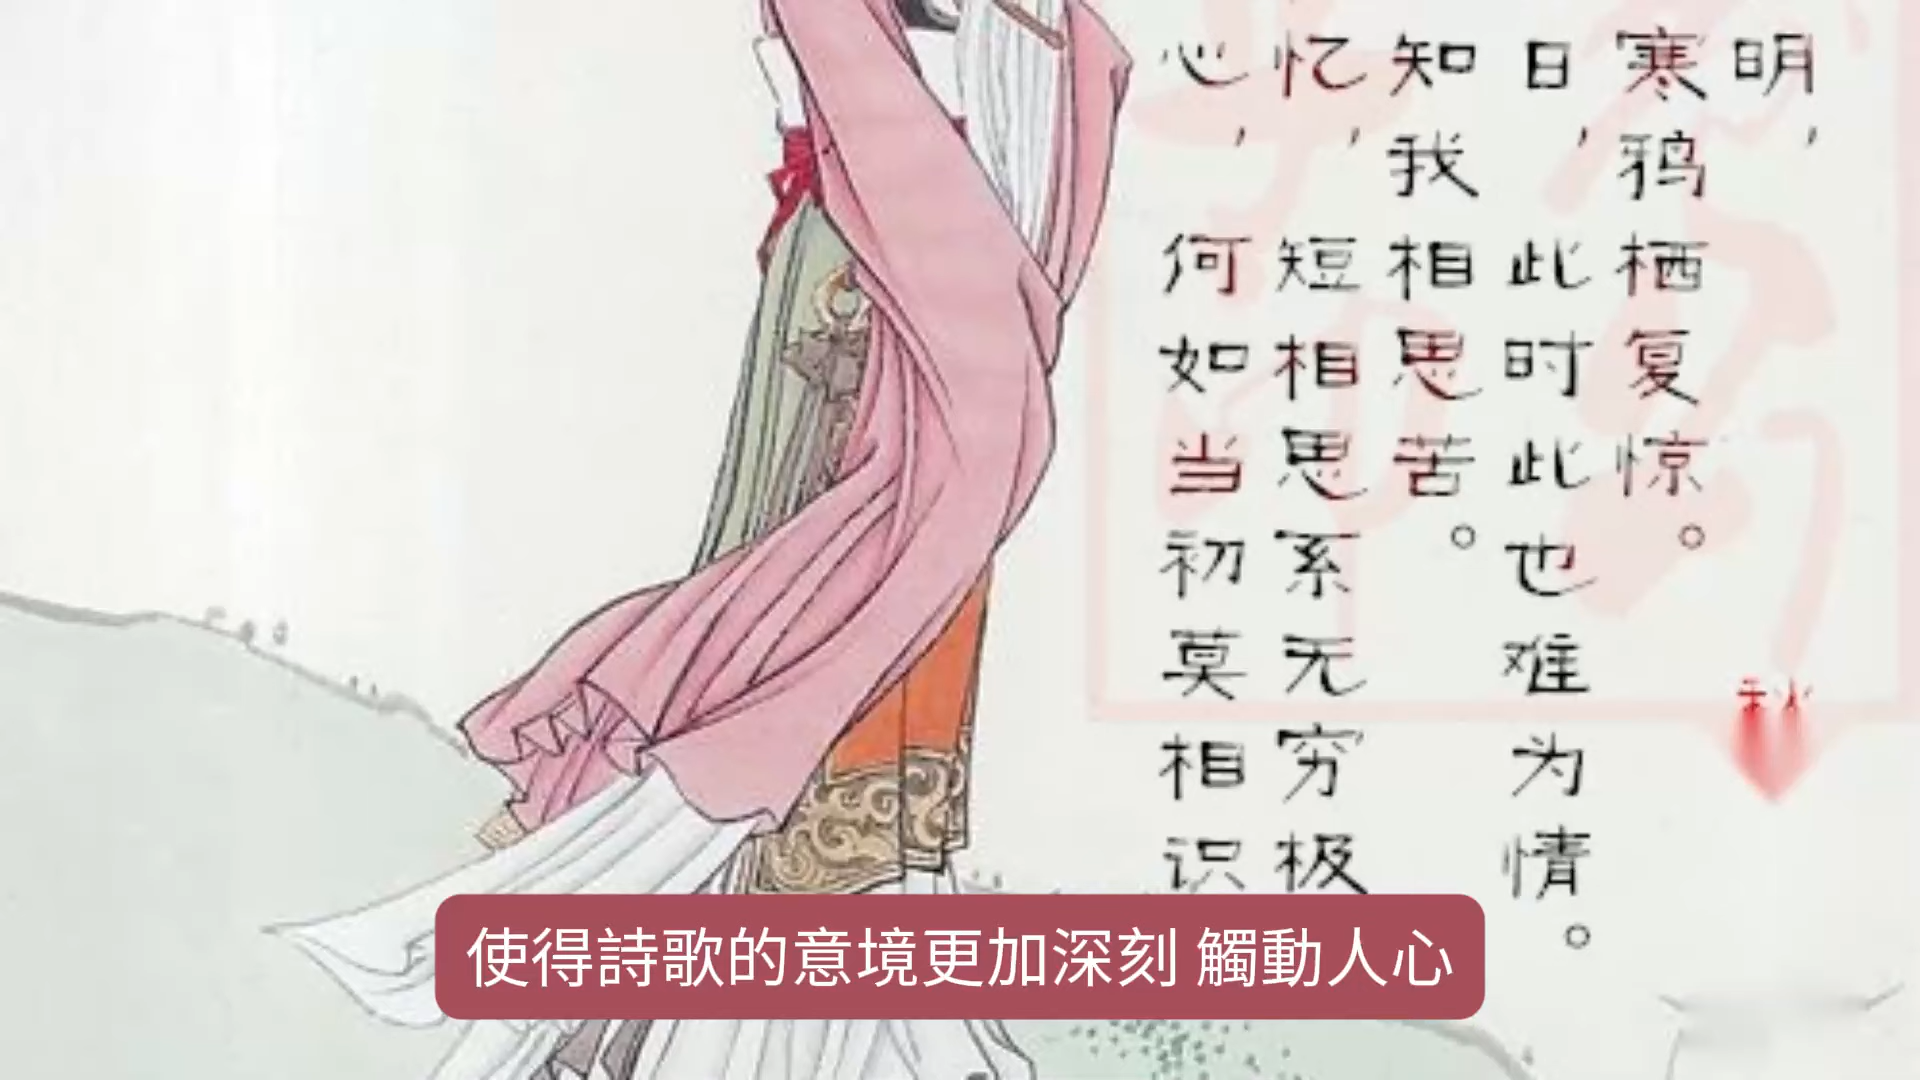 明，
寒鸦栖复惊。
日，此时此也难为情。
知我相思苦。
忆，短相思系无穷极
心，何如当初莫相识
使得詩歌的意境更加深刻 觸動人心